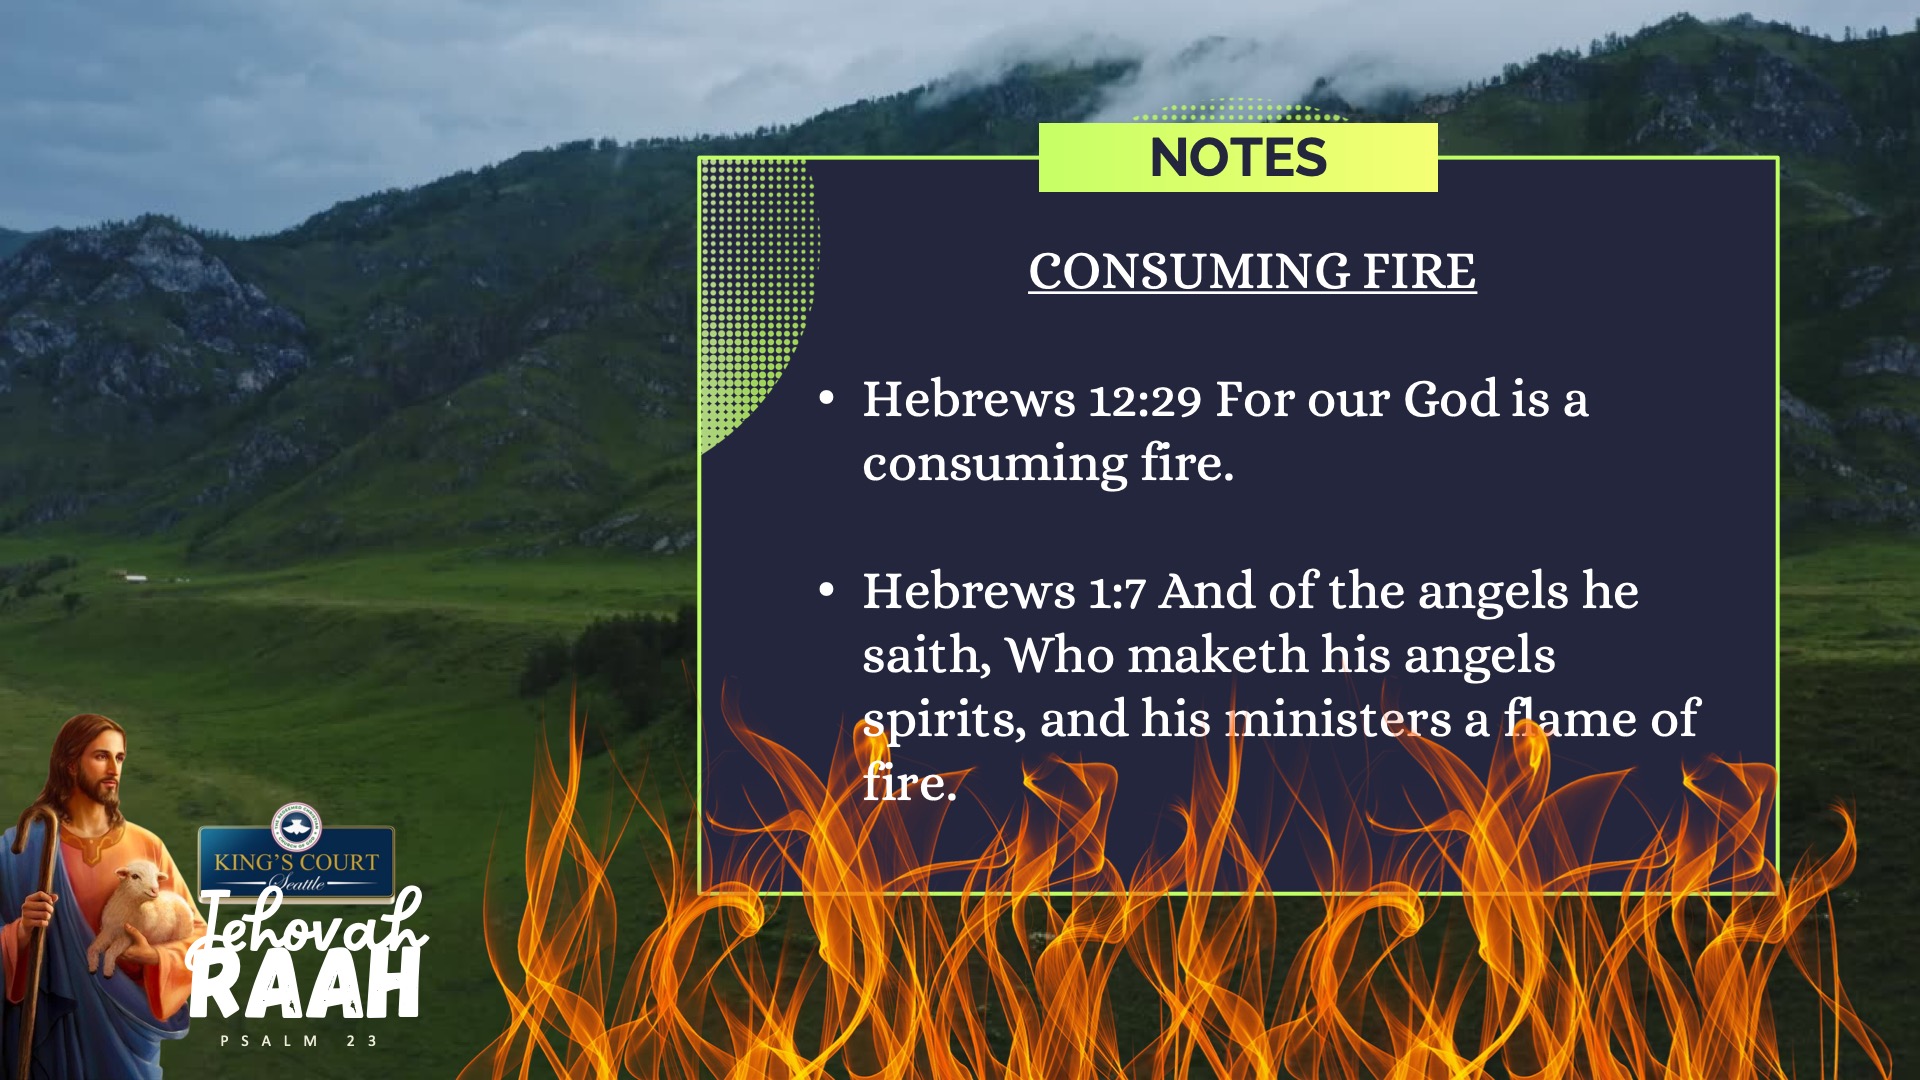 NOTES
CONSUMING FIRE
• Hebrews 12:29 For our God is a
consuming fire.
• Hebrews 1:7 And of the angels he
saith, Who maketh his angels
spirits, and his ministers a flame of
fire.
KING'S COURT
Seattle
Jehovah
RAAH
PSALM 23